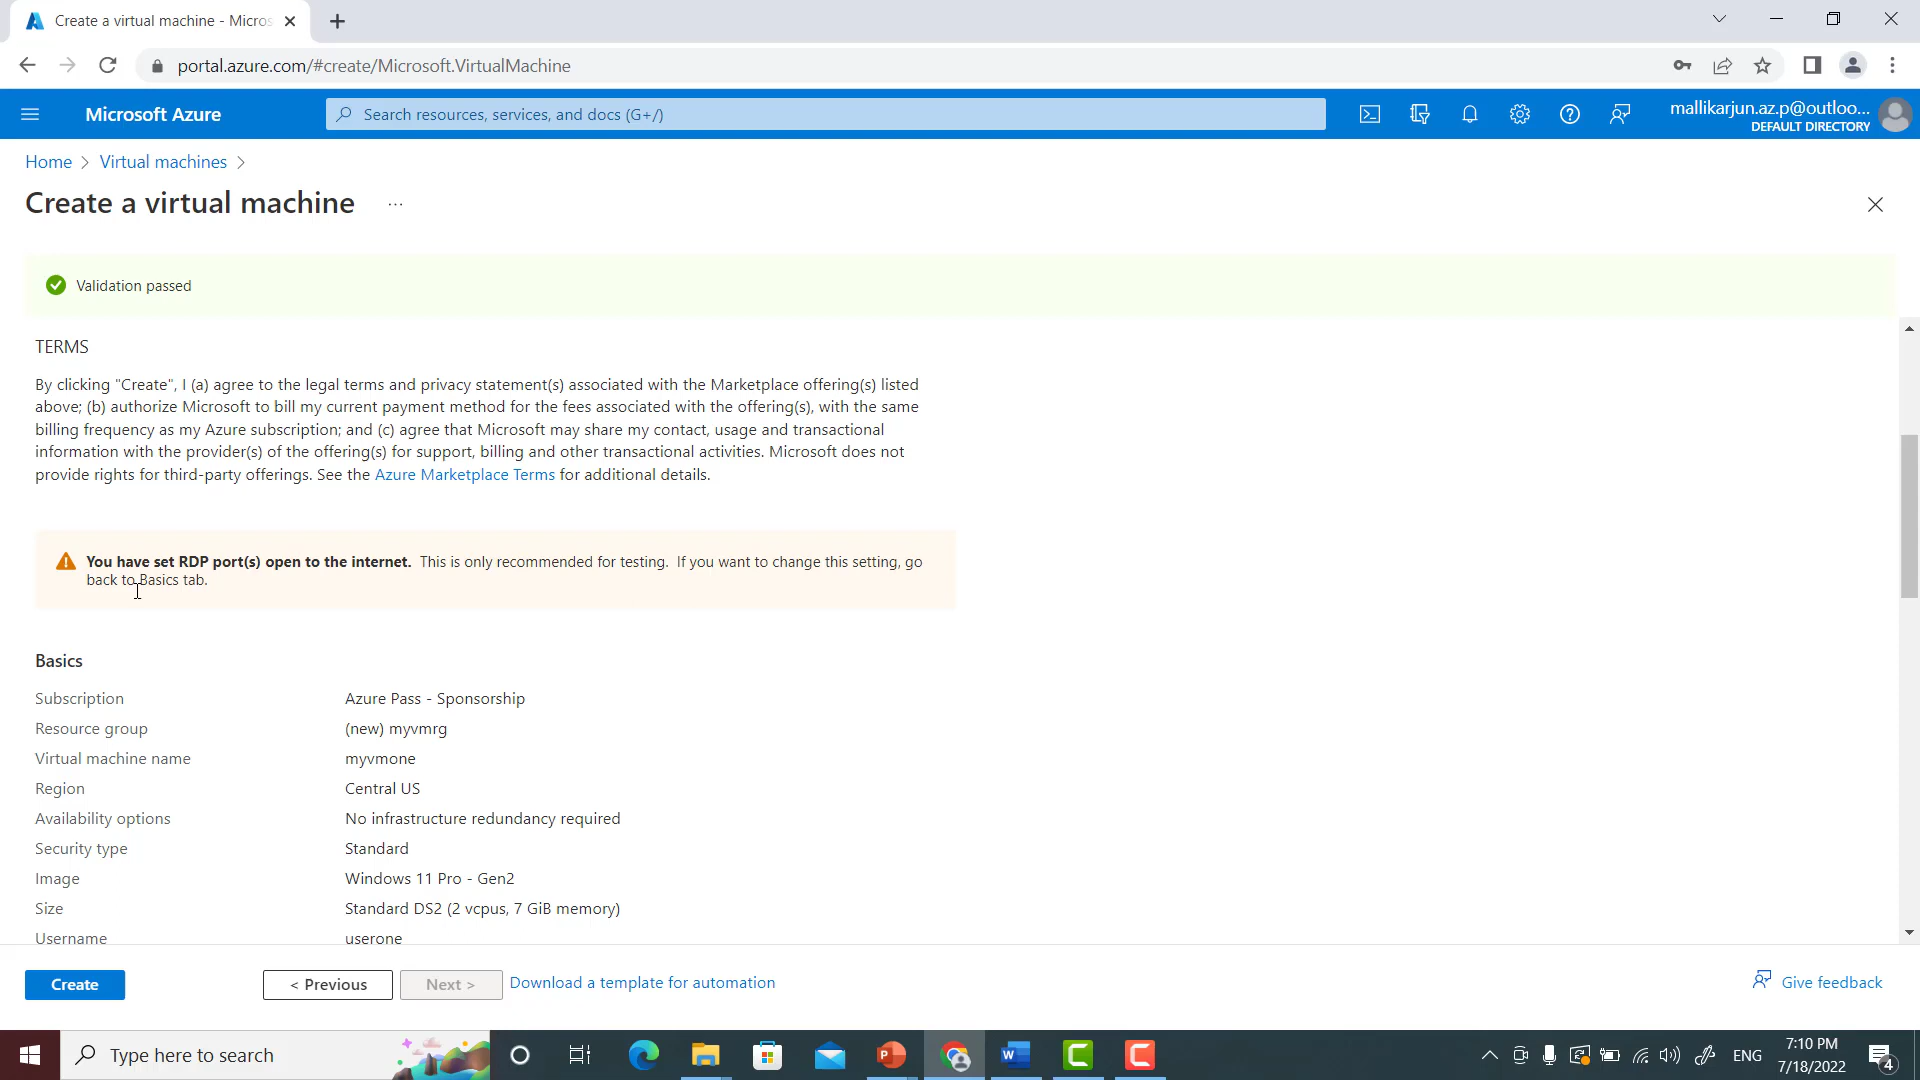 Create a virtual machine - Micros
portal.azure.com/#create/Microsoft.VirtualMachine
Microsoft Azure
Search resources, services, and docs (G+/)
mallikarjun.az.p@outloo...
DEFAULT DIRECTORY
Home > Virtual machines >
Create a virtual machine ...
Validation passed
TERMS
By clicking "Create", I (a) agree to the legal terms and privacy statement(s) associated with the Marketplace offering(s) listed
above; (b) authorize Microsoft to bill my current payment method for the fees associated with the offering(s), with the same
billing frequency as my Azure subscription; and (c) agree that Microsoft may share my contact, usage and transactional
information with the provider(s) of the offering(s) for support, billing and other transactional activities. Microsoft does not
provide rights for third-party offerings. See the Azure Marketplace Terms for additional details.
You have set RDP port(s) open to the internet. This is only recommended for testing. If you want to change this setting, go
back to Basics tab.
Basics
Subscription Azure Pass - Sponsorship
Resource group (new) myvmrg
Virtual machine name myvmone
Region Central US
Availability options No infrastructure redundancy required
Security type Standard
Image Windows 11 Pro - Gen2
Size Standard DS2 (2 vcpus, 7 GiB memory)
Username userone
Create
< Previous
Next >
Download a template for automation
Give feedback
Type here to search
ENG
7:10 PM
7/18/2022
4